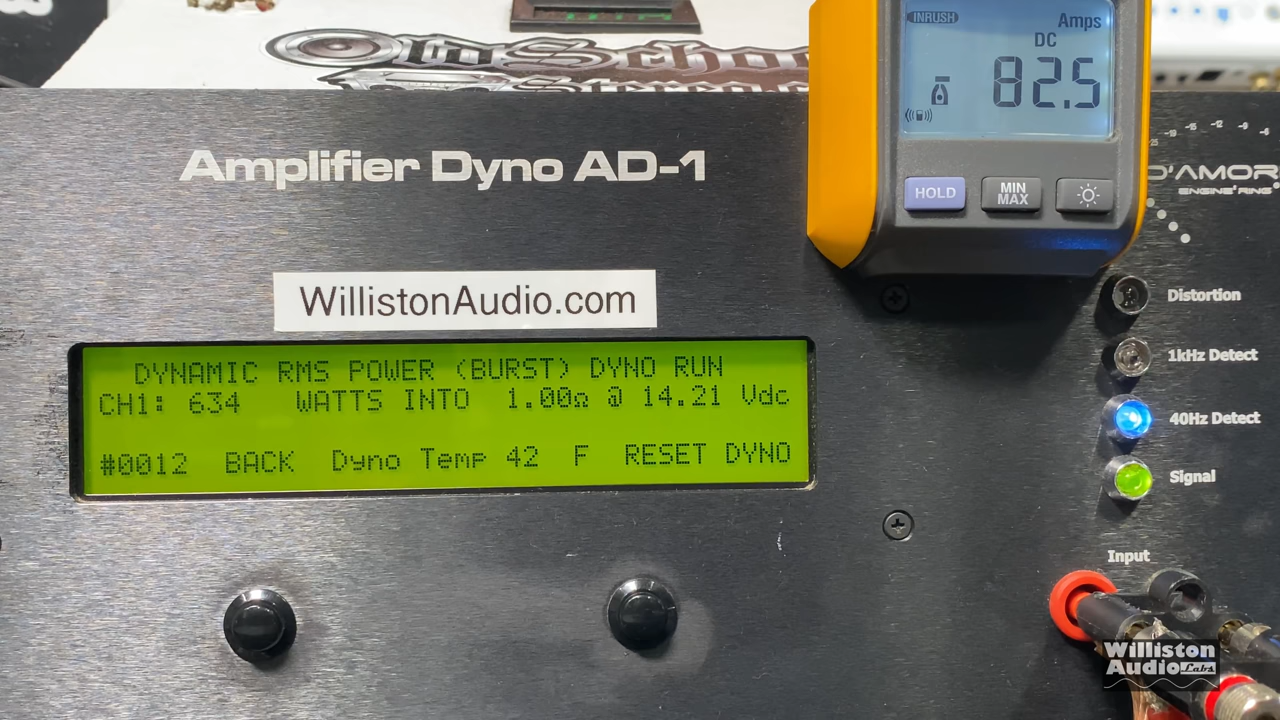 INRUSH
Amps
DC
82.5
HOLD
MIN
MAX
Amplifier Dyno AD-1
D'AMOR
ENGINE*RING
WillistonAudio.com
DYNAMIC RMS POWER (BURST) DYNO RUN
CH1: 634 WATTS INTO 1.00Ω @ 14.21 Vdc
#0012 BACK Dyno Temp 42 F RESET DYNO
Distortion
1kHz Detect
40Hz Detect
Signal
Input
Williston
Audio Labs